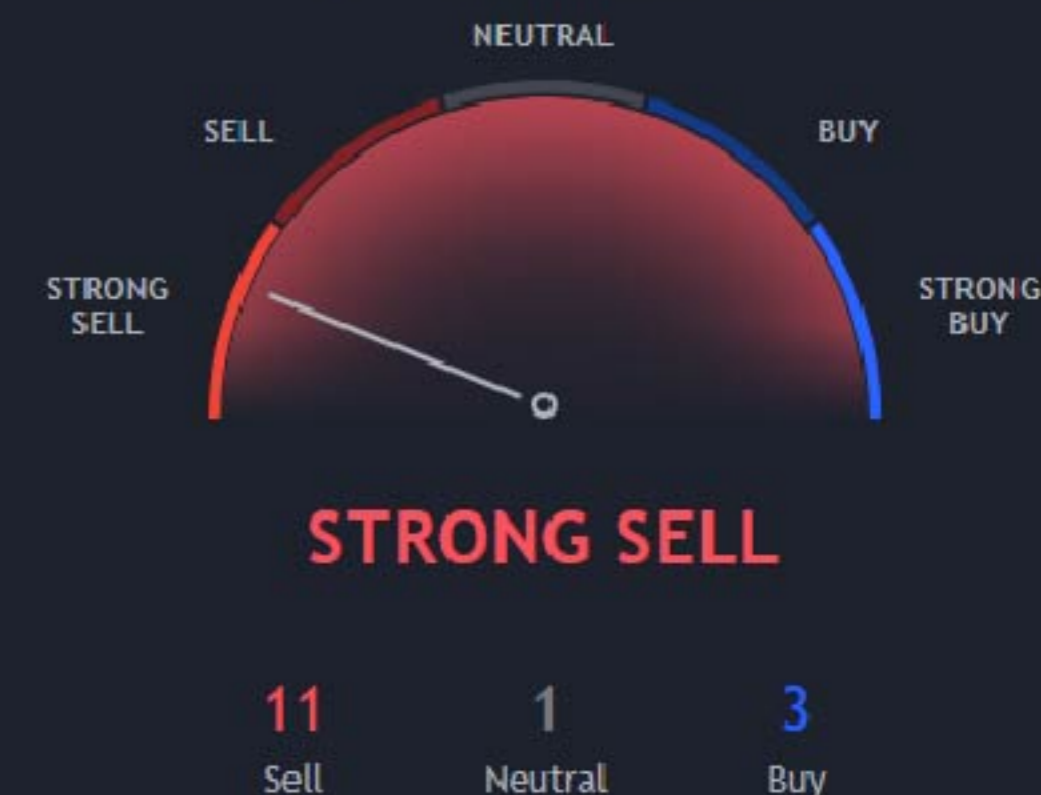 NEUTRAL
SELL
BUY
STRONG
SELL
STRONG
BUY
STRONG SELL
11
1
3
Sell
Neutral
Buy